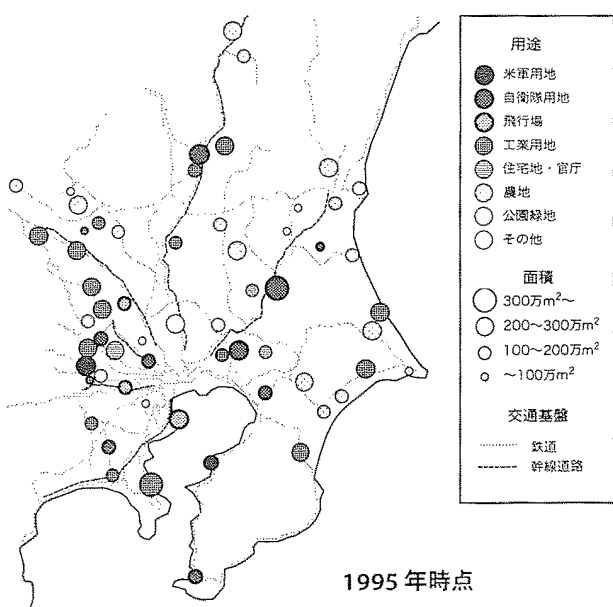 用途
米軍用地
自衛隊用地
飛行場
工業用地
住宅地・官庁
農地
公園緑地
その他
面積
300万m²～
200～300万m²
100～200万m²
～100万m²
交通基盤
鉄道
幹線道路
1995年時点